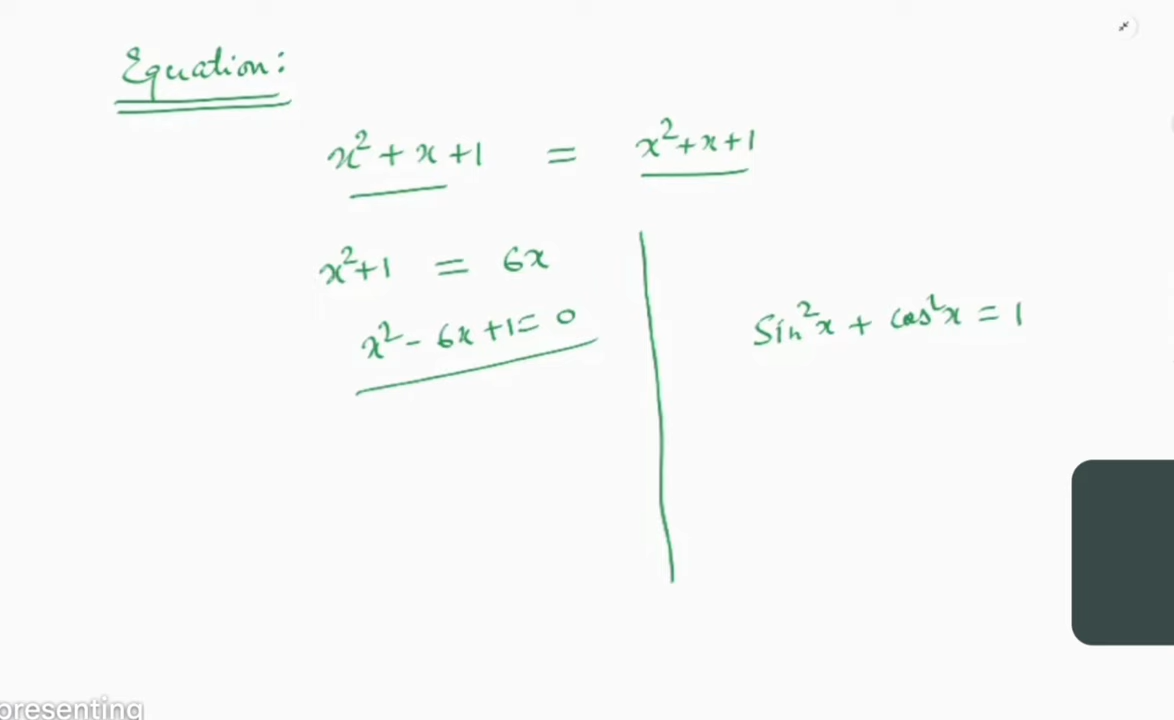 Equation:
x²+x+1 = x²+x+1
x²+1 = 6x
x²-6x+1=0
Sin²x + Cos²x = 1
presenting